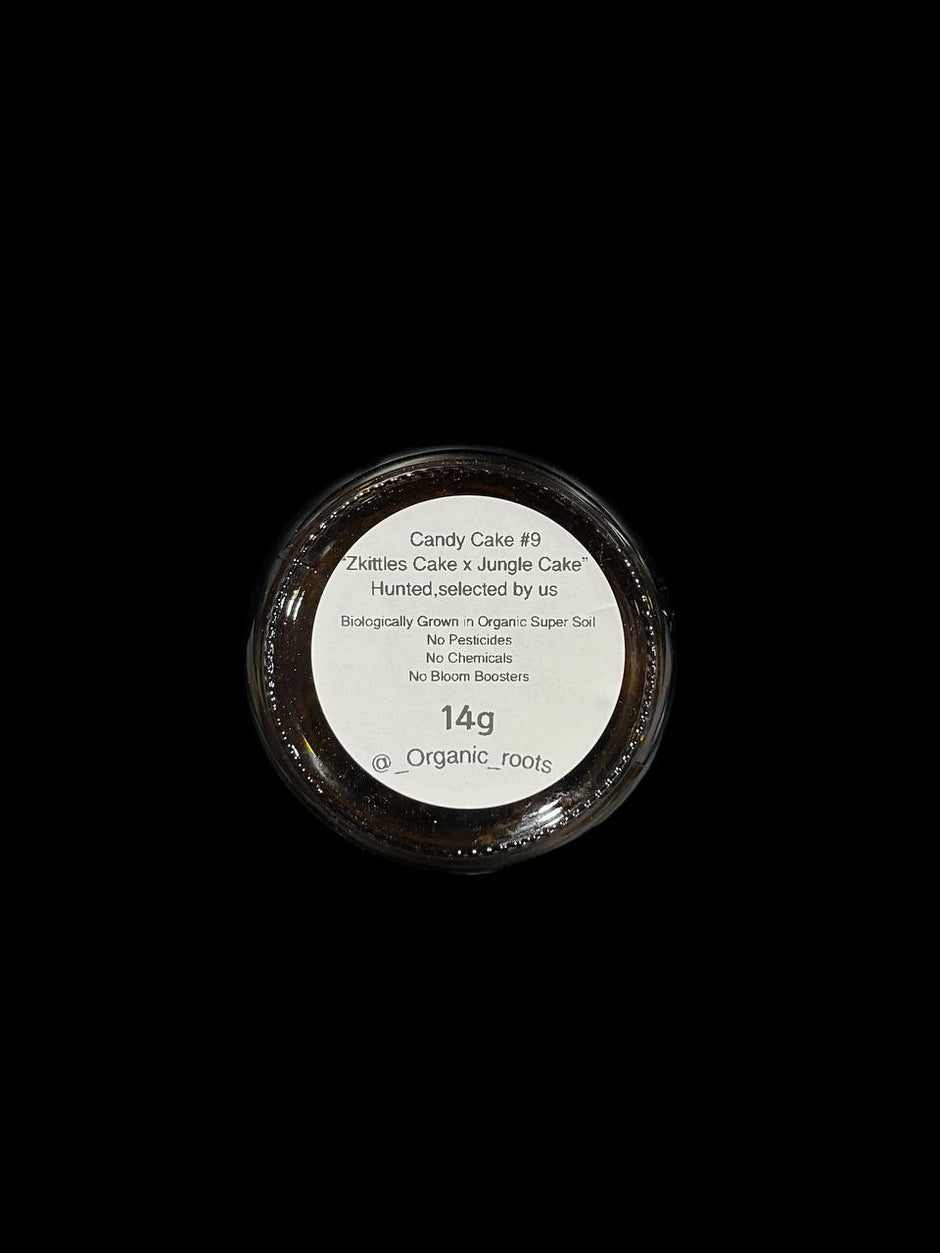 Candy Cake #9
"Zkittles Cake x Jungle Cake”
Hunted,selected by us
Biologically Grown in Organic Super Soil
No Pesticides
No Chemicals
No Bloom Boosters
14g
@_Organic_roots